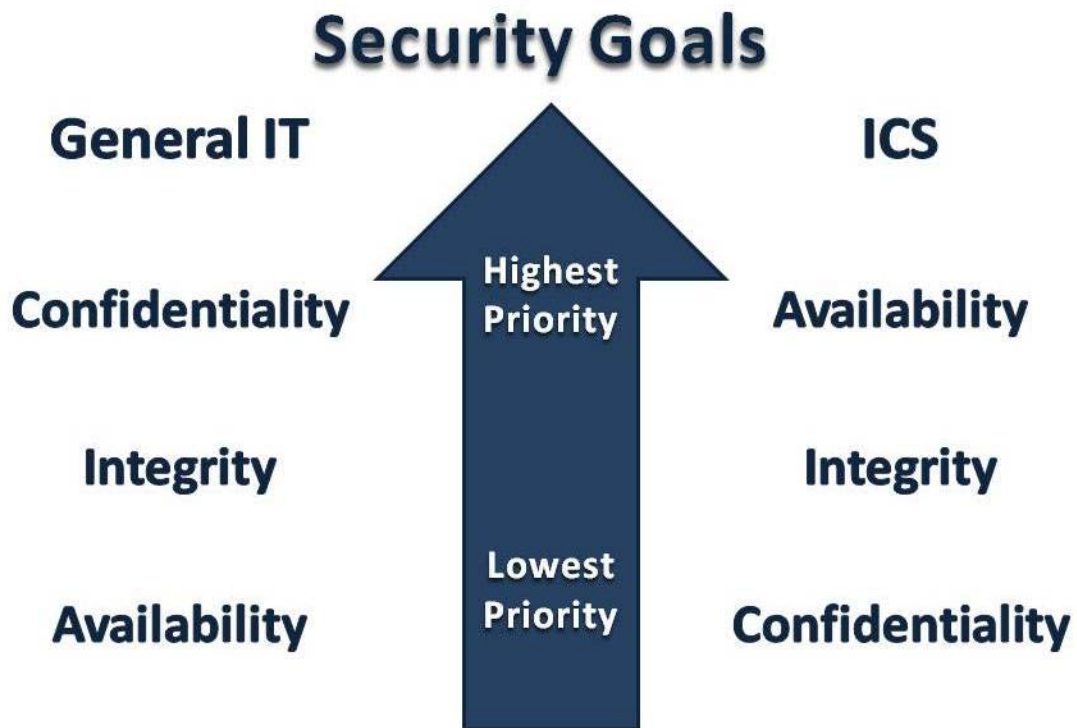 Security Goals
General IT
ICS
Highest
Priority
Confidentiality
Availability
Integrity
Integrity
Lowest
Priority
Availability
Confidentiality